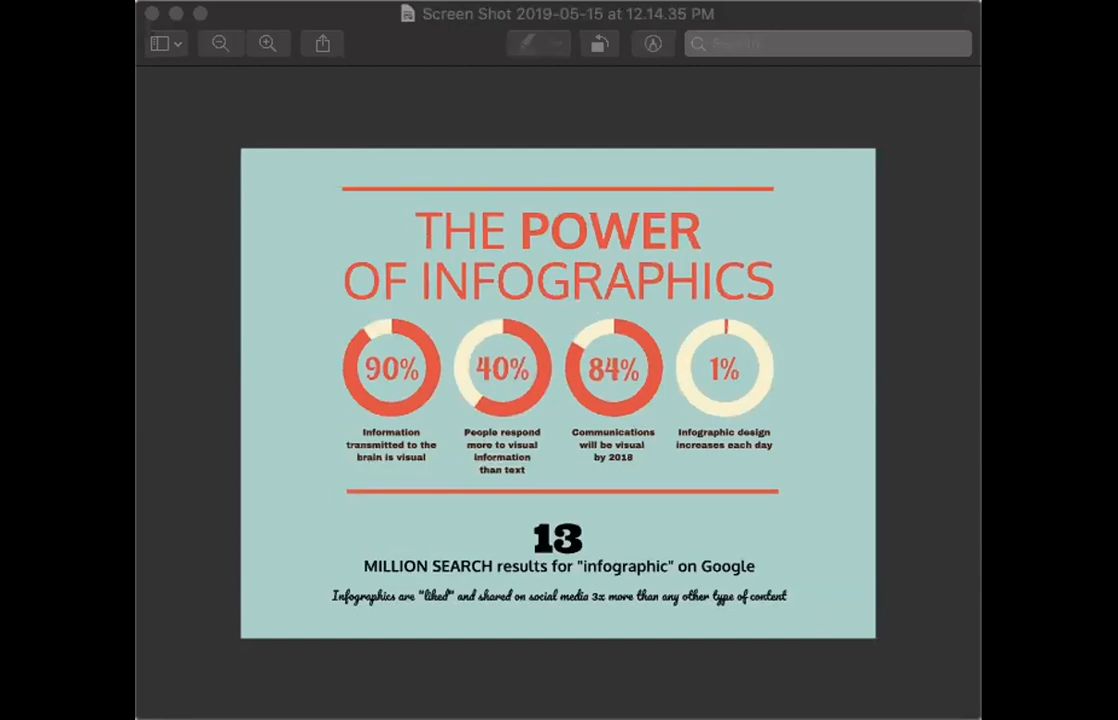 Screen Shot 2019-05-15 at 12.14.35 PM
Search
THE POWER
OF INFOGRAPHICS
90%
Information
transmitted to the
brain is visual
40%
People respond
more to visual
information
than text
84%
Communications
will be visual
by 2018
1%
Infographic design
increases each day
13
MILLION SEARCH results for "infographic" on Google
Infographics are "liked" and shared on social media 3x more than any other type of content